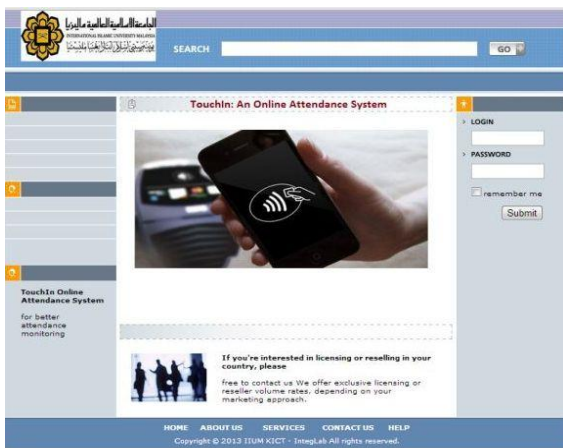 الجامعة الإسلامية العالمية ماليزيا
INTERNATIONAL ISLAMIC UNIVERSITY MALAYSIA
SEARCH
GO
TouchIn: An Online Attendance System
LOGIN
PASSWORD
remember me
Submit
TouchIn Online
Attendance System
for better
attendance
monitoring
If you're interested in licensing or reselling in your
country, please
free to contact us We offer exclusive licensing or
reseller volume rates, depending on your
marketing approach.
HOME ABOUT US SERVICES CONTACT US HELP
Copyright © 2013 IIUM KICT - IntegLab All rights reserved.